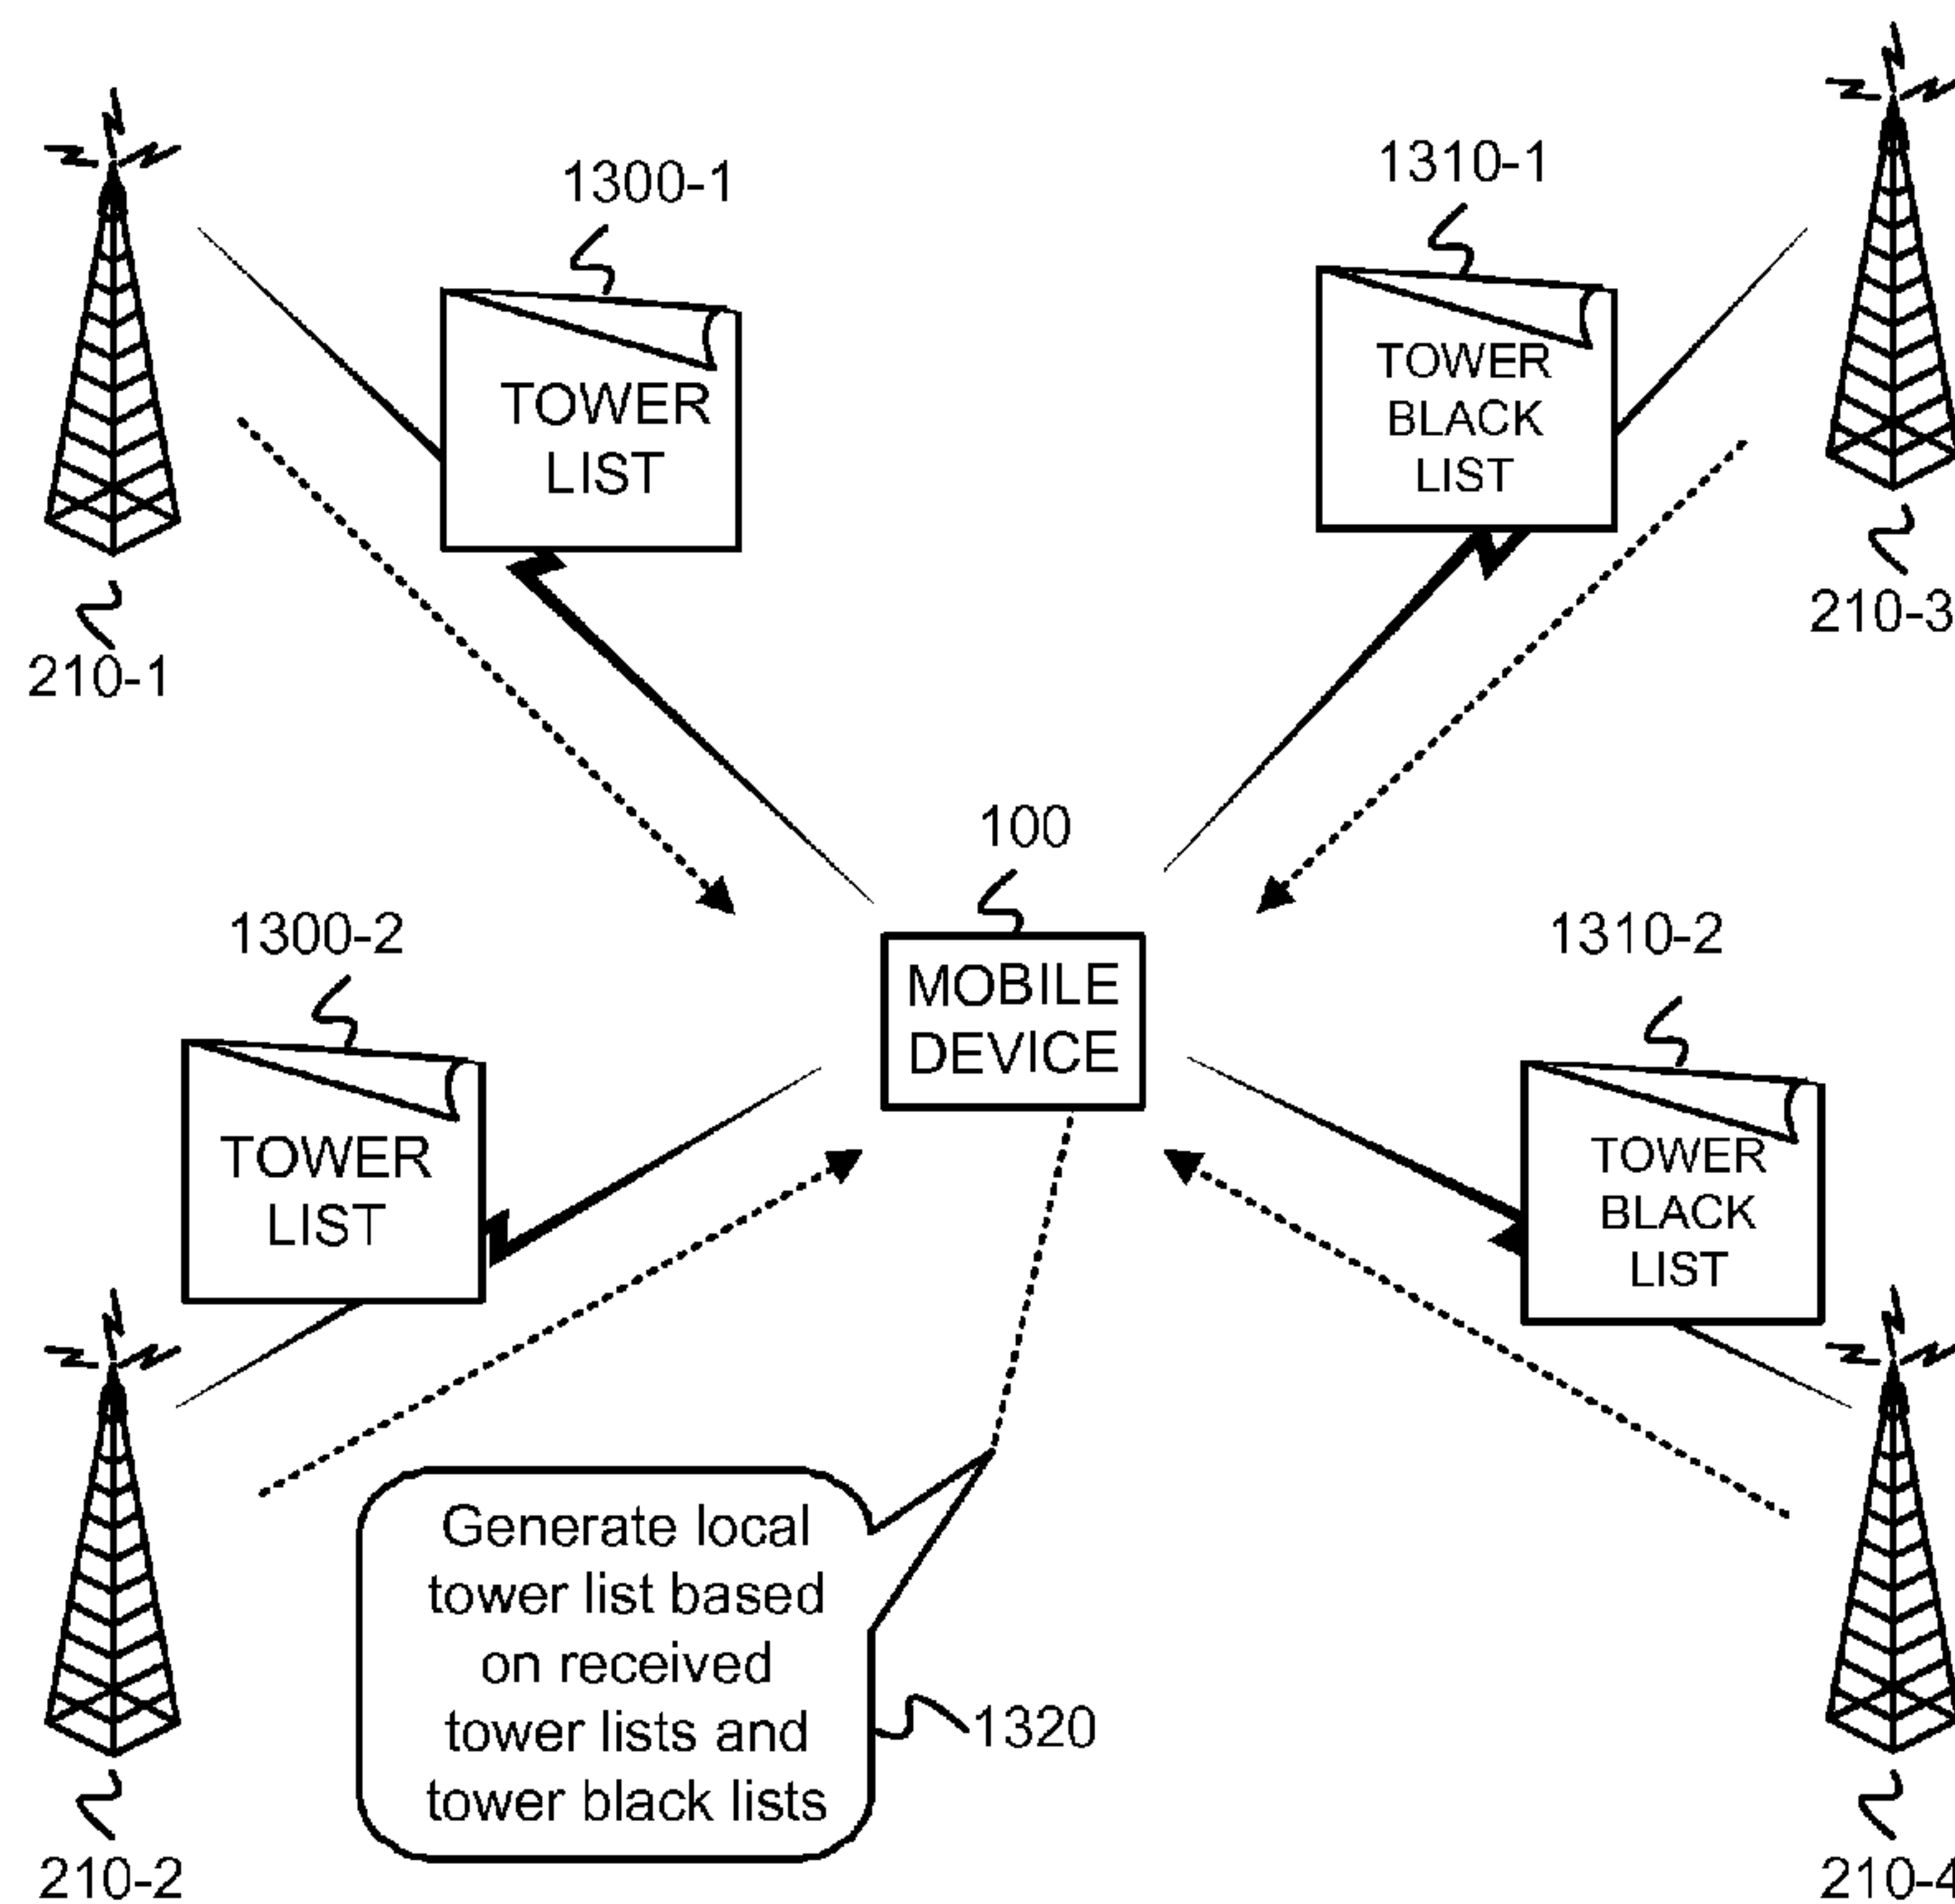 1300-1
1310-1
TOWER
LIST
TOWER
BLACK
LIST
210-1
210-3
100
MOBILE
DEVICE
1300-2
1310-2
TOWER
LIST
TOWER
BLACK
LIST
Generate local
tower list based
on received
tower lists and
tower black lists
1320
210-2
210-4